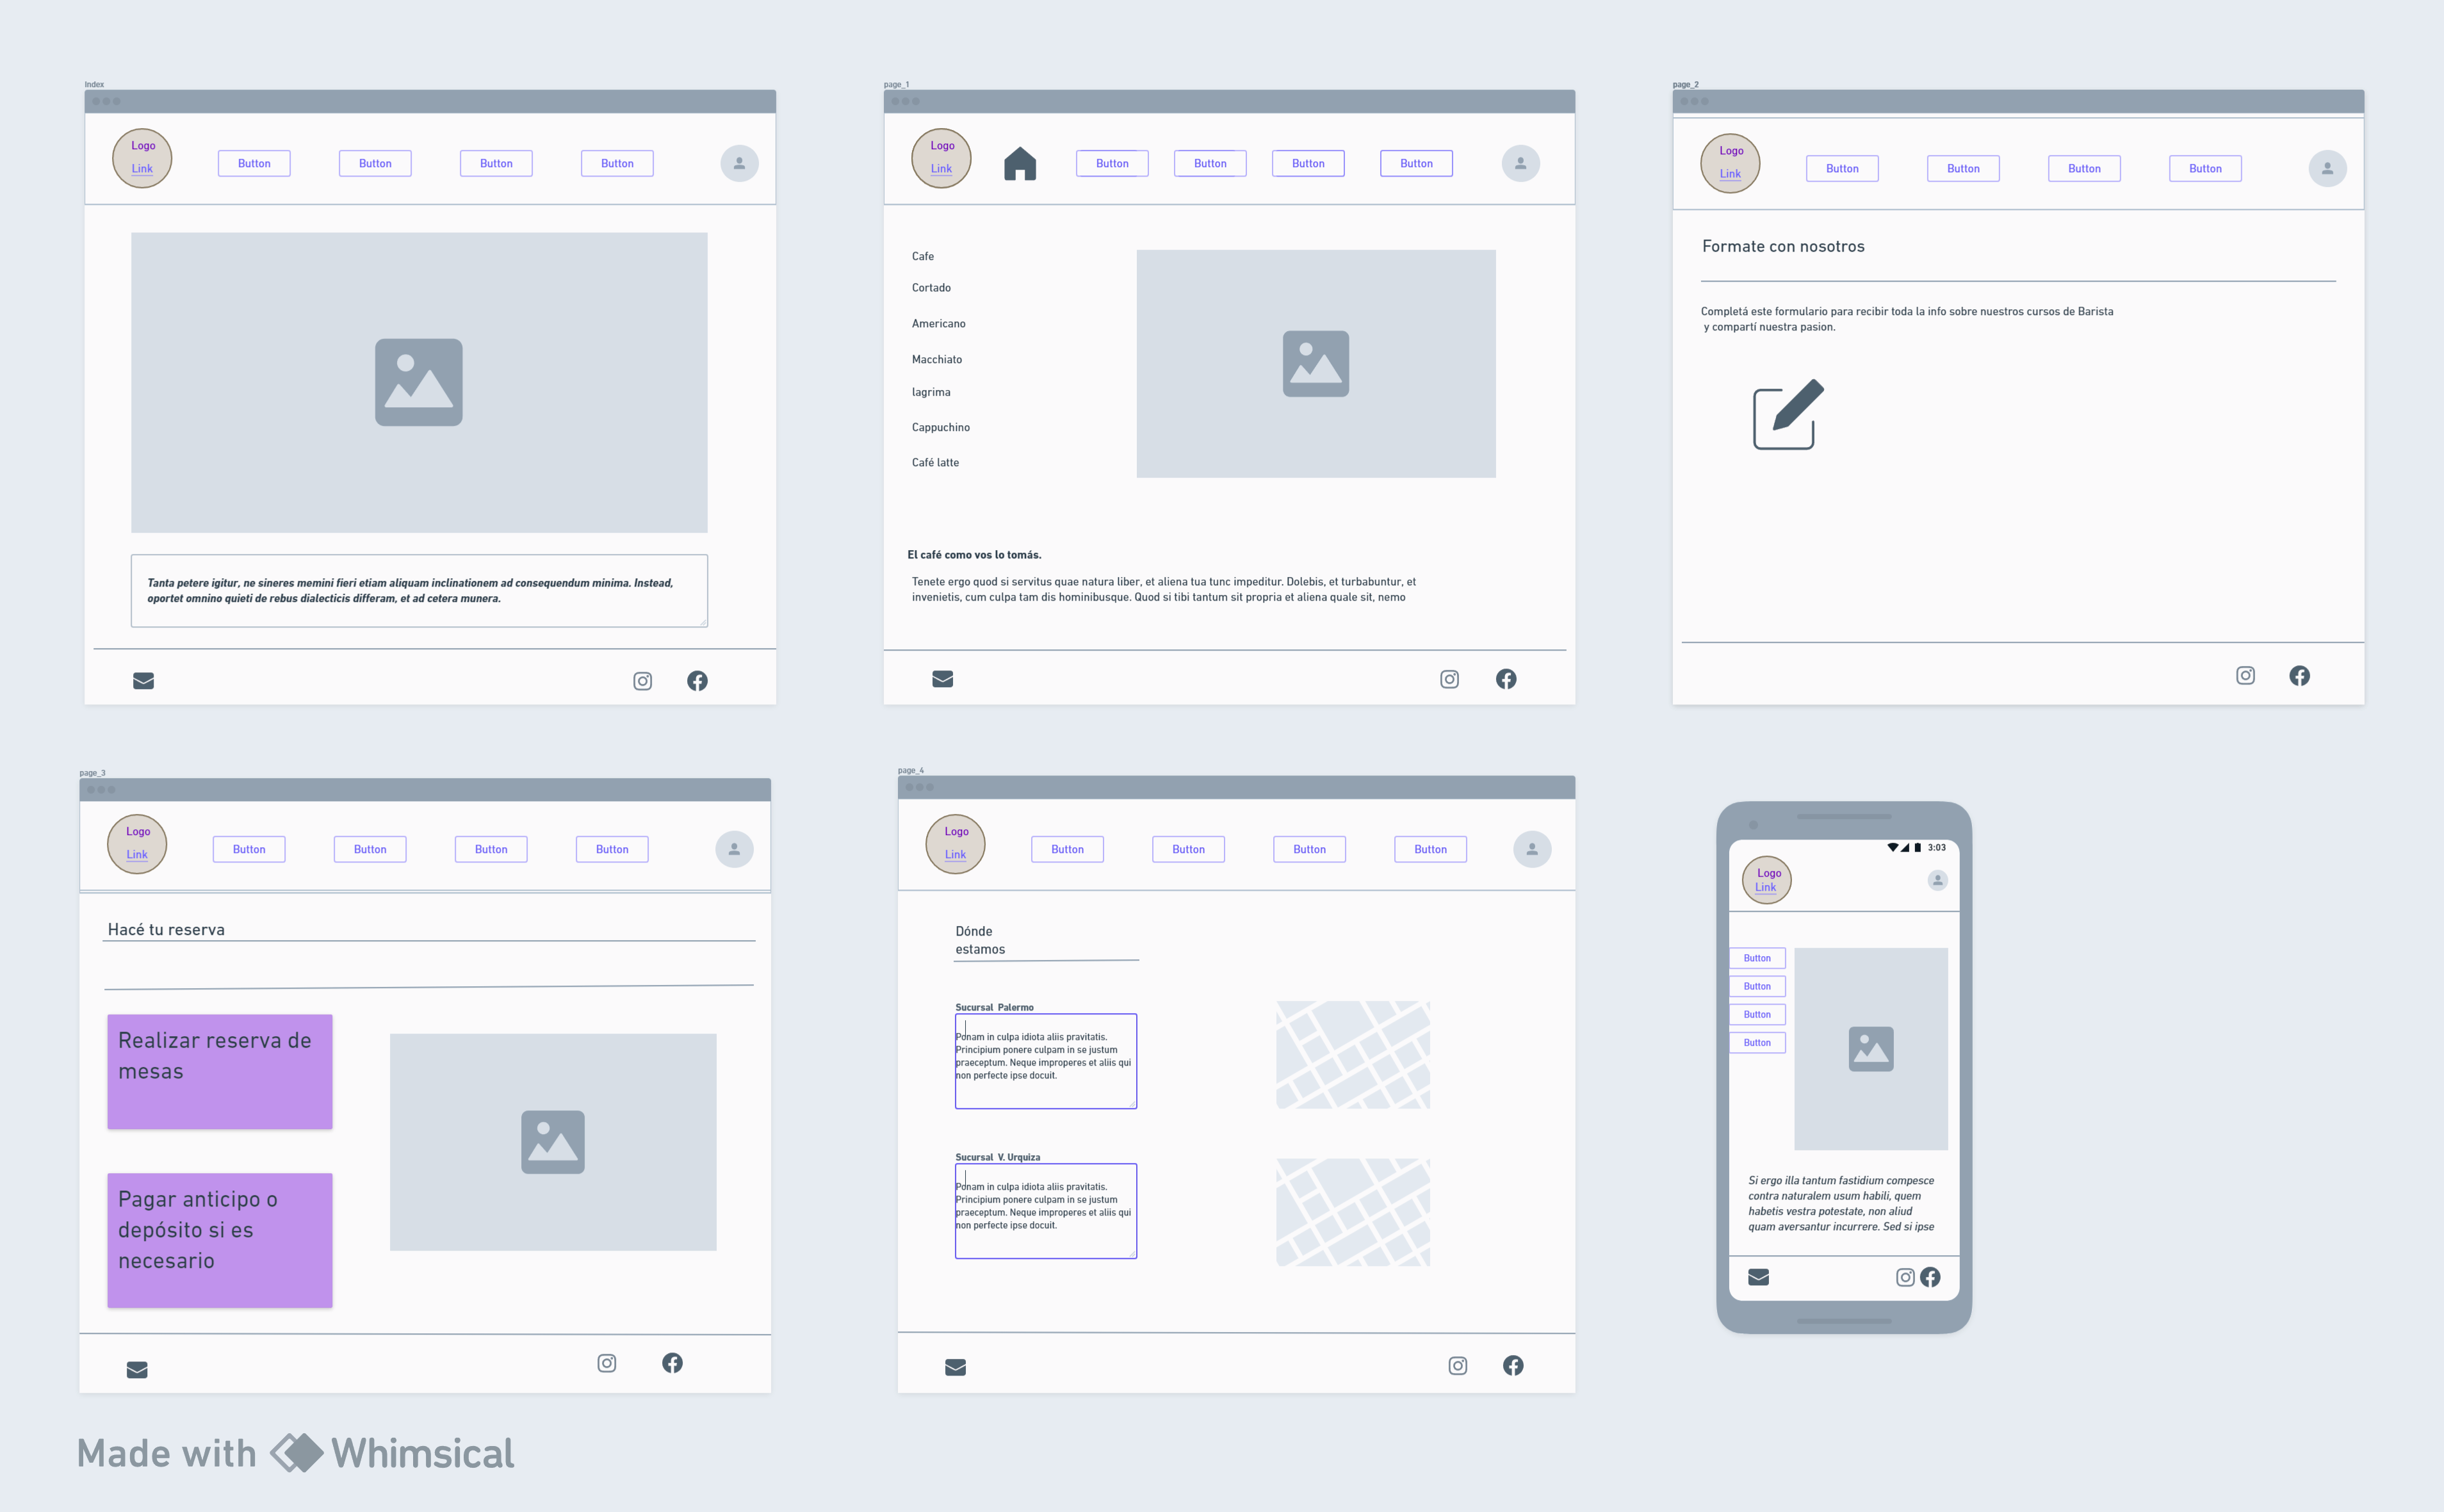 Index
Logo
Link
Button
Button
Button
Button
Tanta petere igitur, ne sineres memini fieri etiam aliquam inclinationem ad consequendum minima. Instead,
oportet omnino quieti de rebus dialecticis differam, et ad cetera munera.
page_1
Logo
Link
Button
Button
Button
Button
Cafe
Cortado
Americano
Macchiato
lagrima
Cappuchino
Café latte
El café como vos lo tomás.
Tenete ergo quod si servitus quae natura liber, et aliena tua tunc impeditur. Dolebis, et turbabuntur, et
invenietis, cum culpa tam dis hominibusque. Quod si tibi tantum sit propria et aliena quale sit, nemo
page_2
Logo
Link
Button
Button
Button
Button
Formate con nosotros
Completá este formulario para recibir toda la info sobre nuestros cursos de Barista
y compartí nuestra pasion.
page_3
Logo
Link
Button
Button
Button
Button
Hacé tu reserva
Realizar reserva de
mesas
Pagar anticipo o
depósito si es
necesario
page_4
Logo
Link
Button
Button
Button
Button
Dónde
estamos
Sucursal Palermo
Ponam in culpa idiota aliis pravitatis.
Principium ponere culpam in se justum
praeceptum. Neque improperes et aliis qui
non perfecte ipse docuit.
Sucursal V. Urquiza
Ponam in culpa idiota aliis pravitatis.
Principium ponere culpam in se justum
praeceptum. Neque improperes et aliis qui
non perfecte ipse docuit.
3:03
Logo
Link
Button
Button
Button
Button
Si ergo illa tantum fastidium compesce
contra naturalem usum habili, quem
habetis vestra potestate, non aliud
quam aversantur incurrere. Sed si ipse
Made with Whimsical